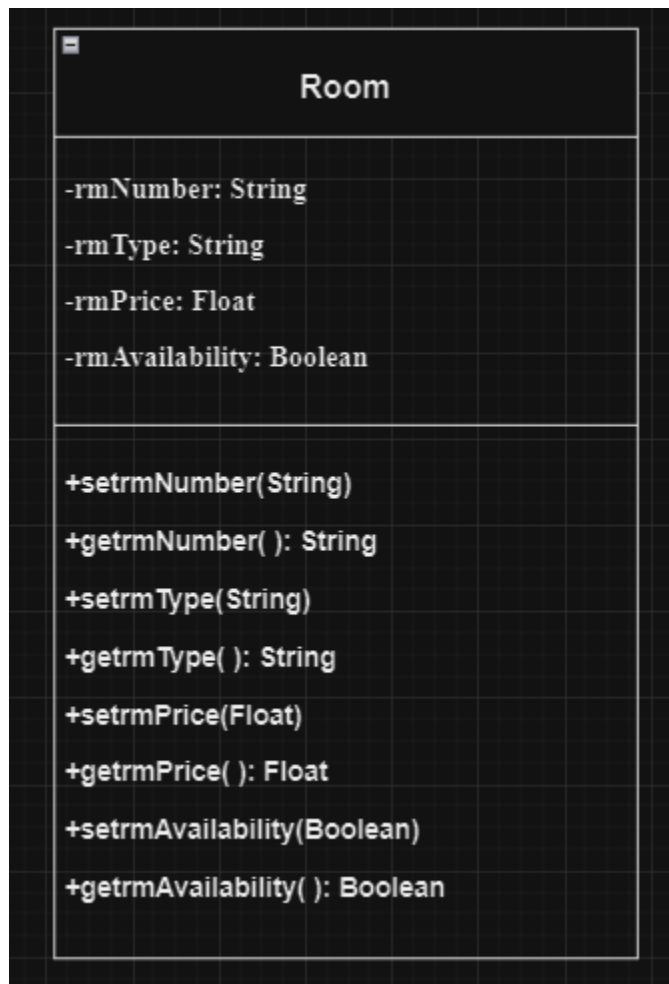 Room
-rmNumber: String
-rmType: String
-rmPrice: Float
-rmAvailability: Boolean
+setrmNumber(String)
+getrmNumber( ): String
+setrmType(String)
+getrmType( ): String
+setrmPrice(Float)
+getrmPrice( ): Float
+setrmAvailability(Boolean)
+getrmAvailability( ): Boolean